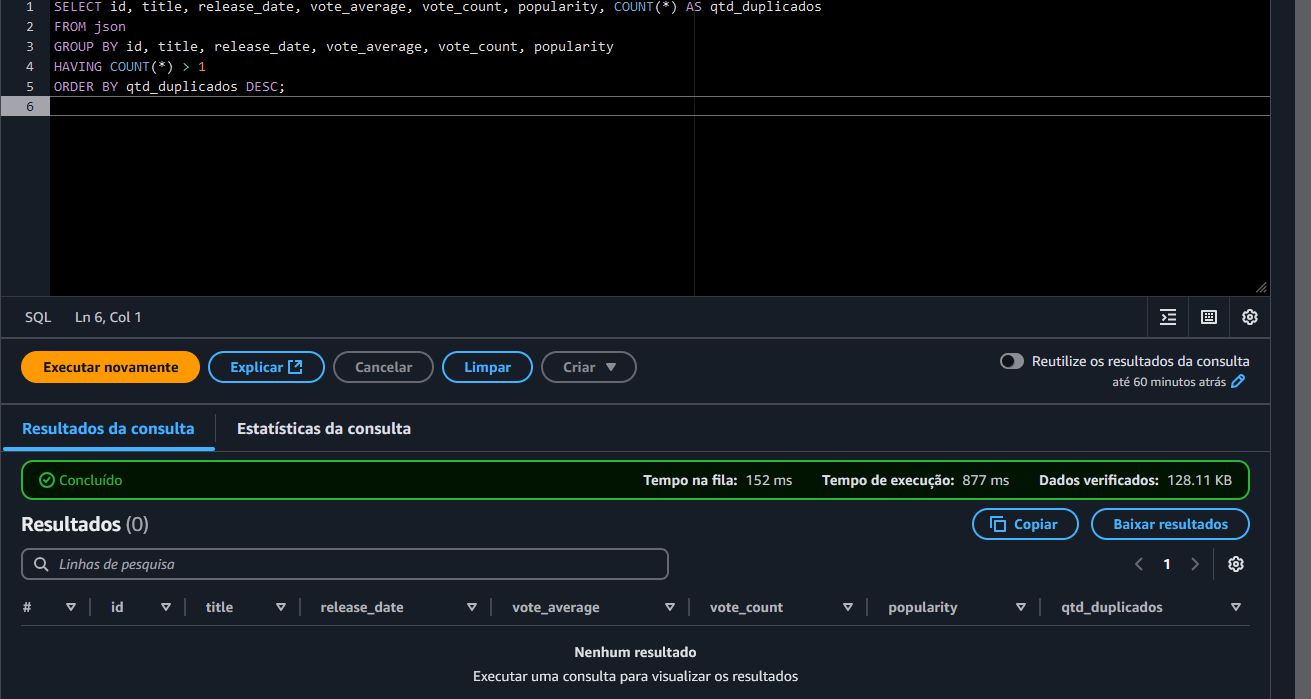 1 SELECT id, title, release_date, vote_average, vote_count, popularity, COUNT(*) AS qtd_duplicados
2 FROM json
3 GROUP BY id, title, release_date, vote_average, vote_count, popularity
4 HAVING COUNT(*) > 1
5 ORDER BY qtd_duplicados DESC;
6
SQL Ln 6, Col 1
Executar novamente Explicar Cancelar Limpar Criar Reutilize os resultados da consulta
até 60 minutos atrás
Resultados da consulta Estatísticas da consulta
Concluído Tempo na fila: 152 ms Tempo de execução: 877 ms Dados verificados: 128.11 KB
Resultados (0) Copiar Baixar resultados
Linhas de pesquisa 1
# id title release_date vote_average vote_count popularity qtd_duplicados
Nenhum resultado
Executar uma consulta para visualizar os resultados